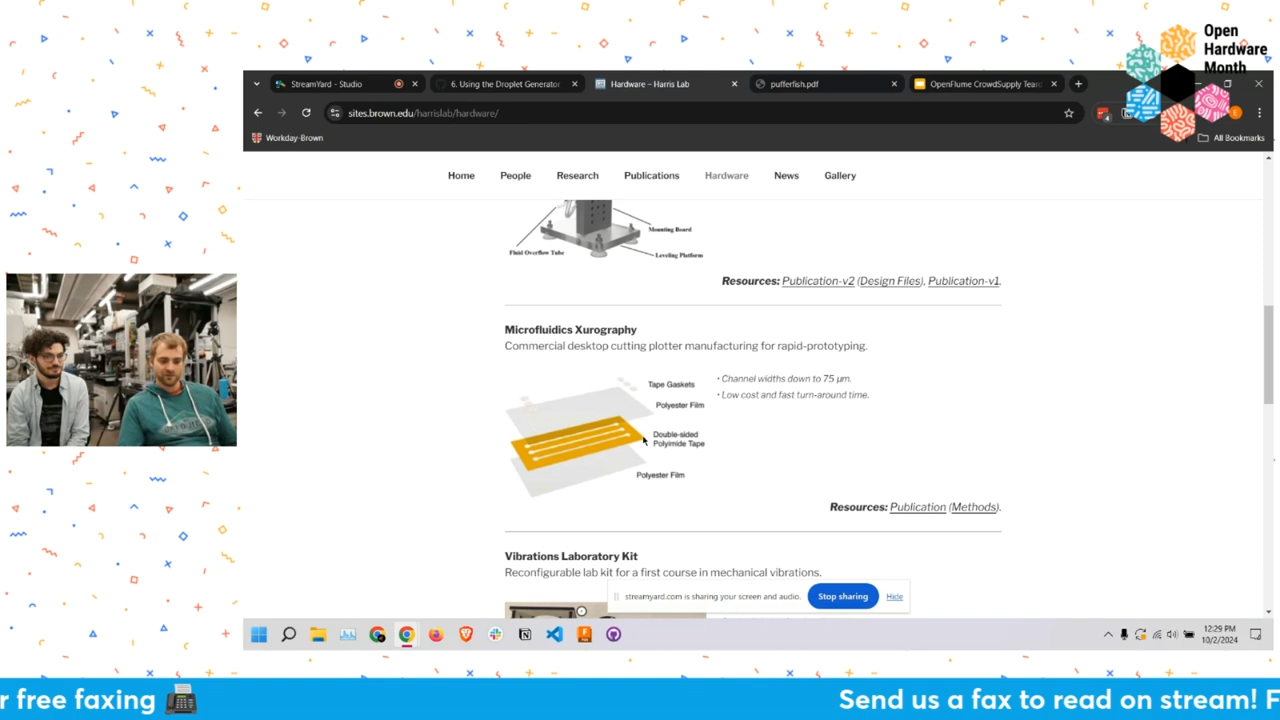 Open
Hardware
Month
StreamYard - Studio
6. Using the Droplet Generator
Hardware – Harris Lab
pufferfish.pdf
OpenFlume CrowdSupply Tear
sites.brown.edu/harrislab/hardware/
Workday-Brown
All Bookmarks
Home People Research Publications Hardware News Gallery
Mounting Board
Fluid Overflow Tube
Leveling Platform
Resources: Publication-v2 (Design Files), Publication-v1.
Microfluidics Xurography
Commercial desktop cutting plotter manufacturing for rapid-prototyping.
Tape Gaskets
Polyester Film
Double-sided
Polyimide Tape
Polyester Film
• Channel widths down to 75 μm.
• Low cost and fast turn-around time.
Resources: Publication (Methods).
Vibrations Laboratory Kit
Reconfigurable lab kit for a first course in mechanical vibrations.
streamyard.com is sharing your screen and audio. Stop sharing Hide
12:29 PM
10/2/2024
r free faxing 📠 Send us a fax to read on stream! F